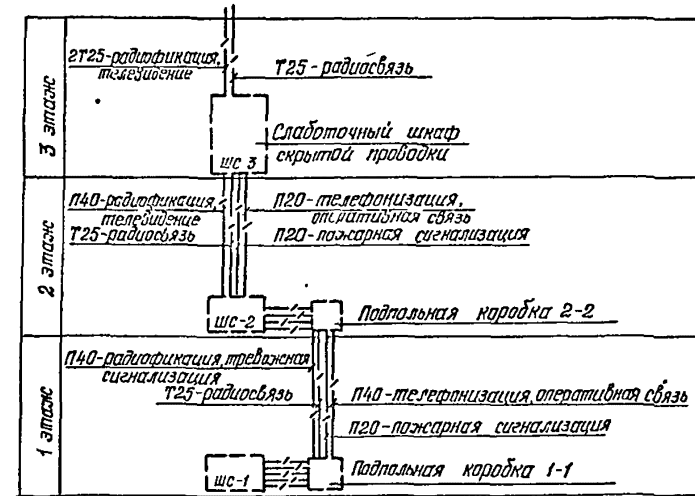 3 этаж
2Т25-радиофикация,
телевидение
Т25-радиосвязь
Слаботочный шкаф
скрытой проводки
ШС 3
2 этаж
П40-радиофикация,
телевидение
Т25-радиосвязь
П20-телефонизация,
оперативная связь
П20-пожарная сигнализация
ШС-2
Подпольная коробка 2-2
1 этаж
П40-радиофикация, тревожная
сигнализация
Т25-радиосвязь
П40-телефонизация, оперативная связь
П20-пожарная сигнализация
ШС-1
Подпольная коробка 1-1